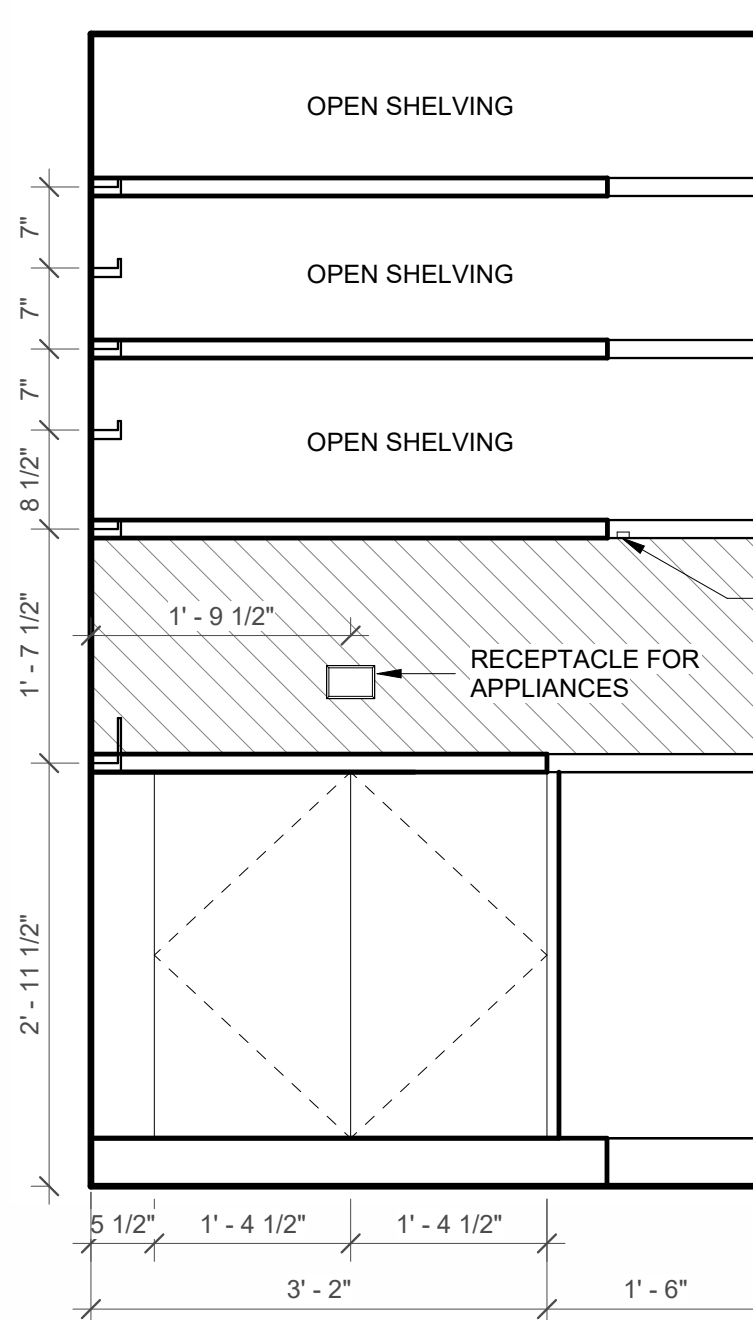 OPEN SHELVING
7"
OPEN SHELVING
7"
7"
OPEN SHELVING
8 1/2"
1' - 9 1/2"
1' - 7 1/2"
RECEPTACLE FOR
APPLIANCES
2' - 11 1/2"
5 1/2" 1' - 4 1/2" 1' - 4 1/2"
3' - 2" 1' - 6"